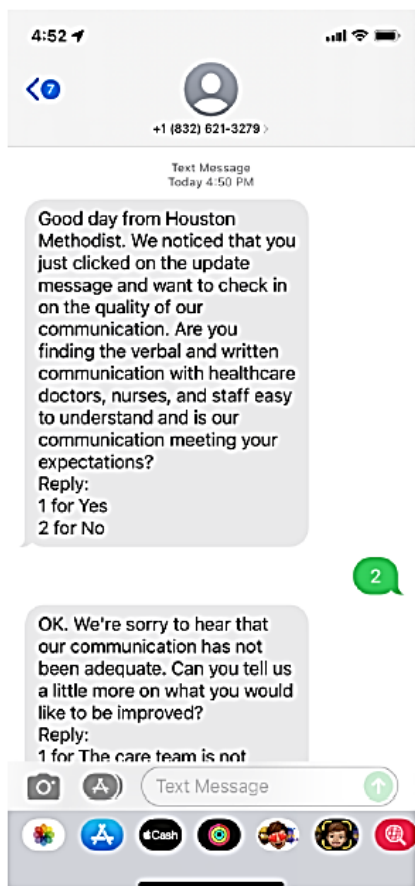 4:52
7
+1 (832) 621-3279 >
Text Message
Today 4:50 PM
Good day from Houston
Methodist. We noticed that you
just clicked on the update
message and want to check in
on the quality of our
communication. Are you
finding the verbal and written
communication with healthcare
doctors, nurses, and staff easy
to understand and is our
communication meeting your
expectations?
Reply:
1 for Yes
2 for No
2
OK. We're sorry to hear that
our communication has not
been adequate. Can you tell us
a little more on what you would
like to be improved?
Reply:
1 for The care team is not
Text Message
Cash